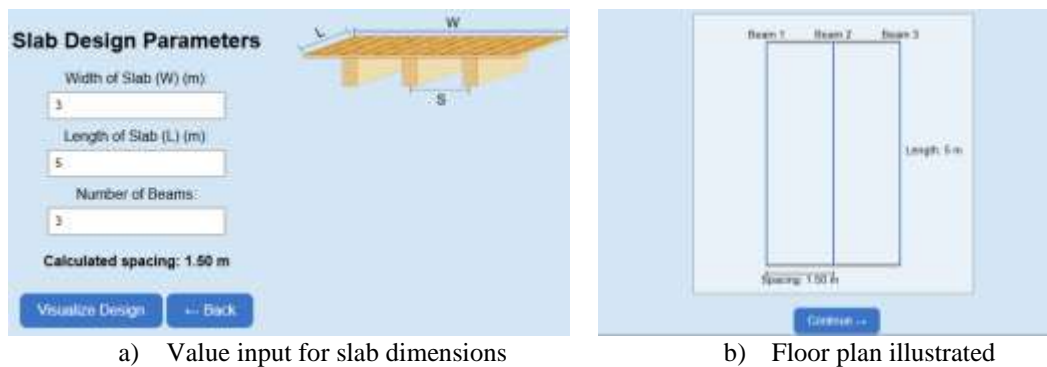 Slab Design Parameters
Width of Slab (W) (m):
3
Length of Slab (L) (m):
5
Number of Beams:
3
Calculated spacing: 1.50 m
Visualize Design
← Back
L
W
S
a) Value input for slab dimensions
Beam 1 Beam 2 Beam 3
Length: 5 m
Spacing: 1.50 m
Continue →
b) Floor plan illustrated